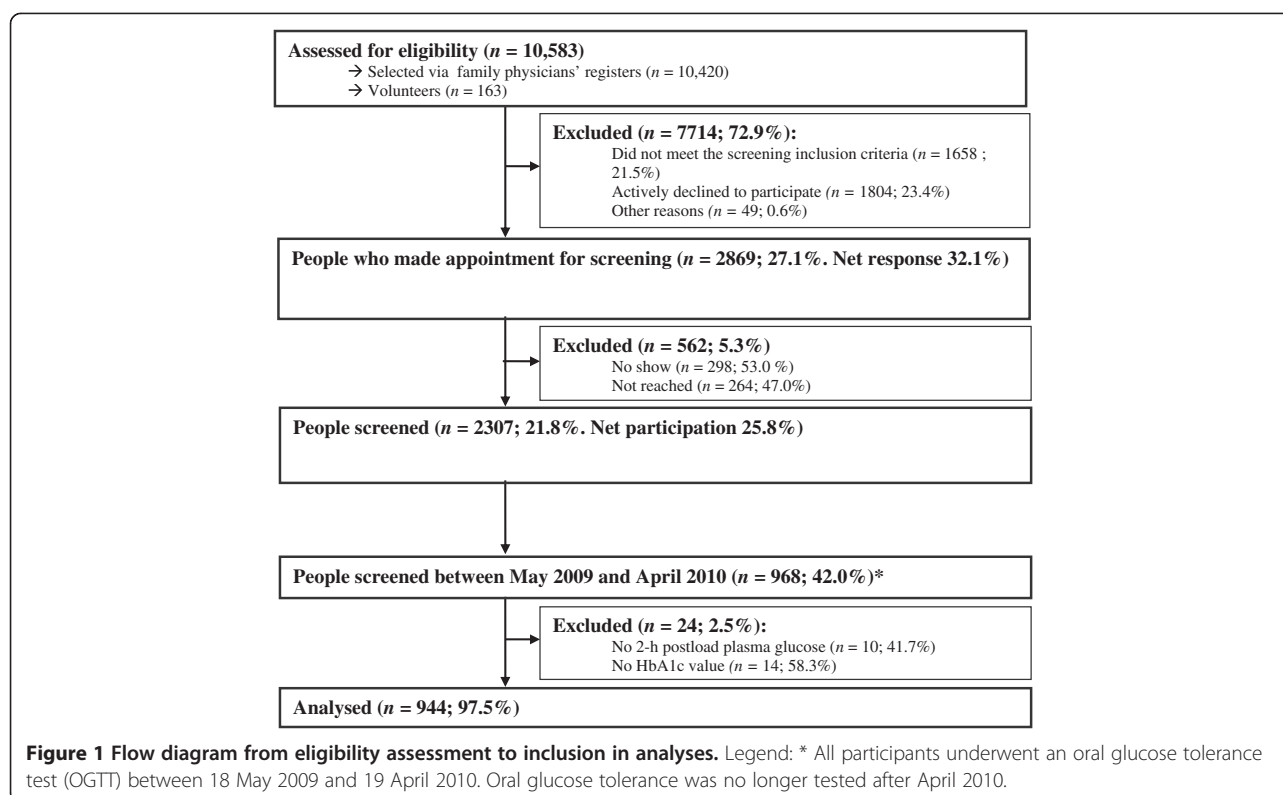 Assessed for eligibility (n = 10,583)
→ Selected via family physicians' registers (n = 10,420)
→ Volunteers (n = 163)
Excluded (n = 7714; 72.9%):
Did not meet the screening inclusion criteria (n = 1658 ;
21.5%)
Actively declined to participate (n = 1804; 23.4%)
Other reasons (n = 49; 0.6%)
People who made appointment for screening (n = 2869; 27.1%. Net response 32.1%)
Excluded (n = 562; 5.3%)
No show (n = 298; 53.0 %)
Not reached (n = 264; 47.0%)
People screened (n = 2307; 21.8%. Net participation 25.8%)
People screened between May 2009 and April 2010 (n = 968; 42.0%)*
Excluded (n = 24; 2.5%):
No 2-h postload plasma glucose (n = 10; 41.7%)
No HbA1c value (n = 14; 58.3%)
Analysed (n = 944; 97.5%)
Figure 1 Flow diagram from eligibility assessment to inclusion in analyses. Legend: * All participants underwent an oral glucose tolerance
test (OGTT) between 18 May 2009 and 19 April 2010. Oral glucose tolerance was no longer tested after April 2010.